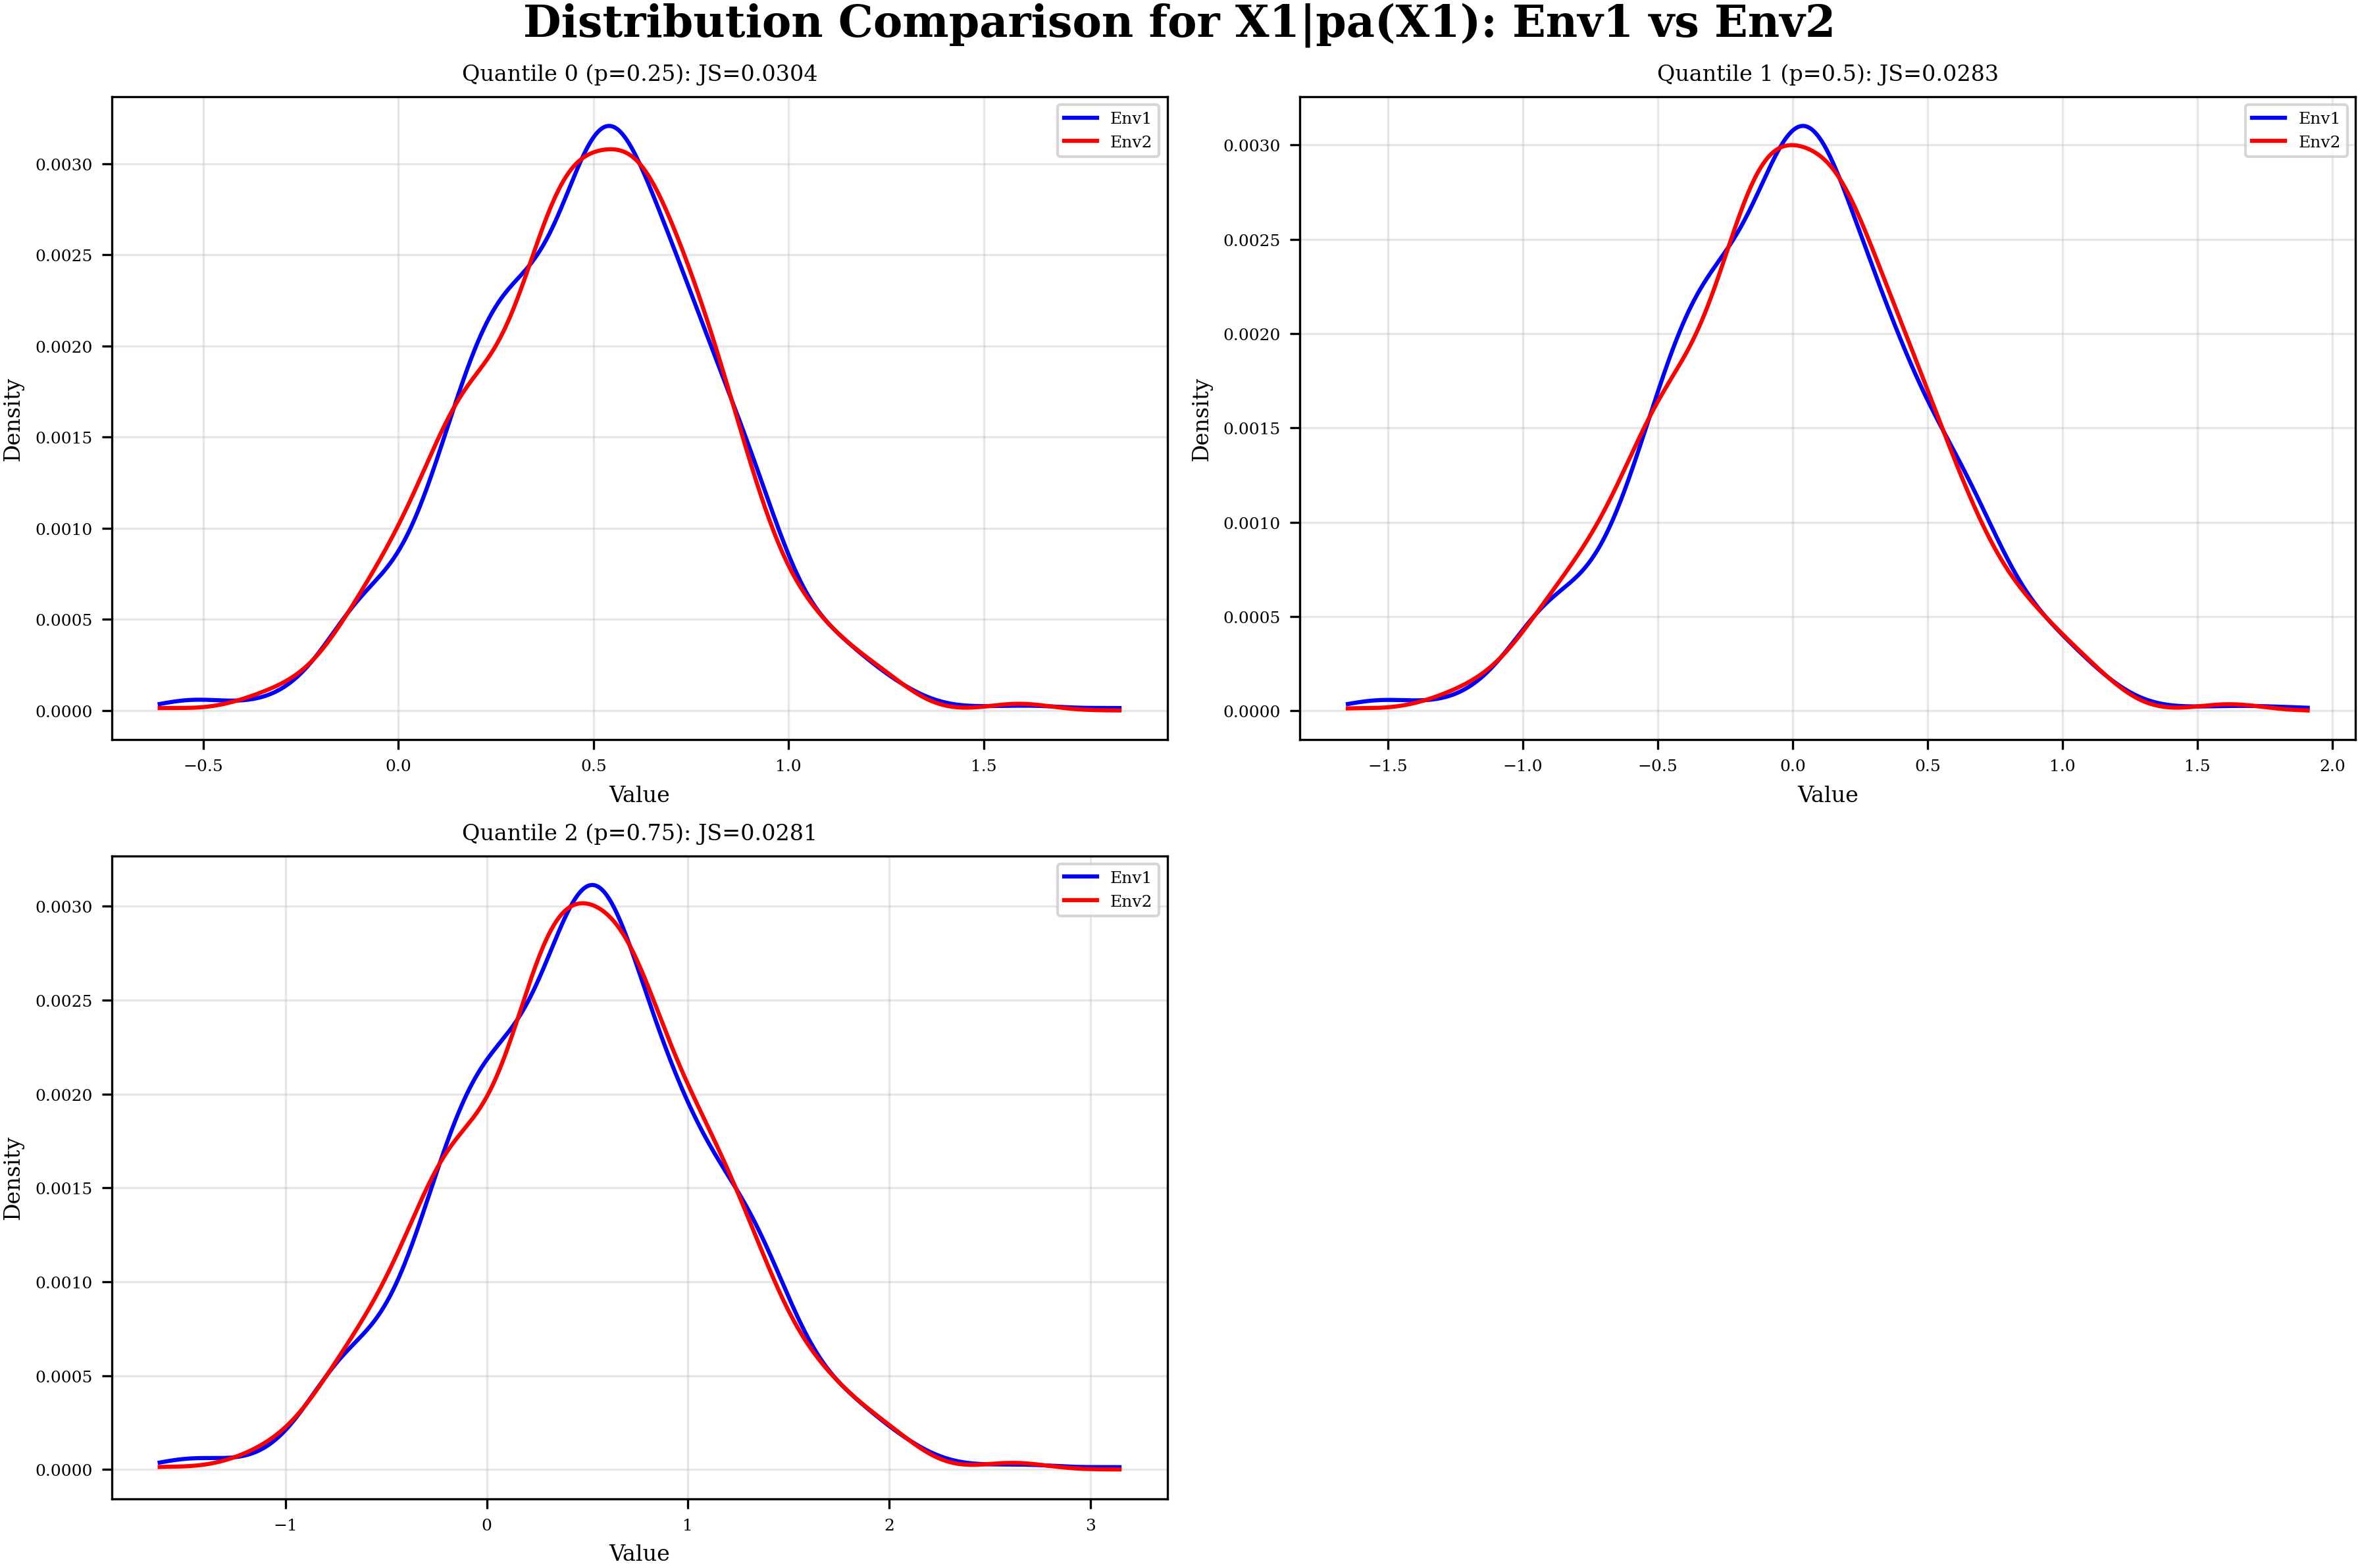 Distribution Comparison for X1|pa(X1): Env1 vs Env2
Quantile 0 (p=0.25): JS=0.0304
Env1
Env2
Density
0.0030
0.0025
0.0020
0.0015
0.0010
0.0005
0.0000
−0.5 0.0 0.5 1.0 1.5
Value
Quantile 1 (p=0.5): JS=0.0283
Env1
Env2
Density
0.0030
0.0025
0.0020
0.0015
0.0010
0.0005
0.0000
−1.5 −1.0 −0.5 0.0 0.5 1.0 1.5 2.0
Value
Quantile 2 (p=0.75): JS=0.0281
Env1
Env2
Density
0.0030
0.0025
0.0020
0.0015
0.0010
0.0005
0.0000
−1 0 1 2 3
Value